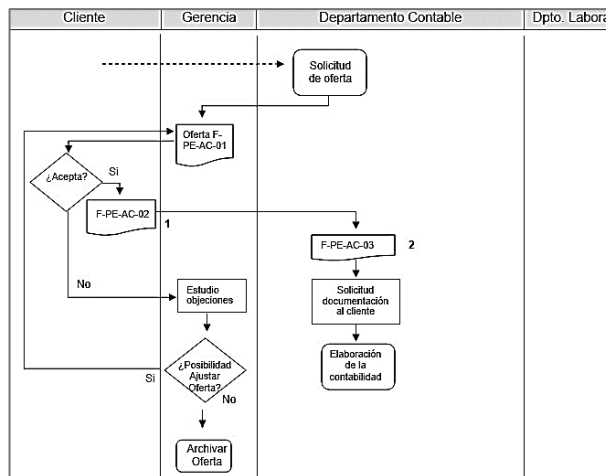 Cliente
Gerencia
Departamento Contable
Dpto. Labora
Solicitud
de oferta
Oferta F-
PE-AC-01
¿Acepta?
Si
F-PE-AC-02
1
F-PE-AC-03
2
No
Estudio
objeciones
Solicitud
documentación
al cliente
¿Posibilidad
Ajustar
Oferta?
Si
No
Elaboración
de la
contabilidad
Archivar
Oferta